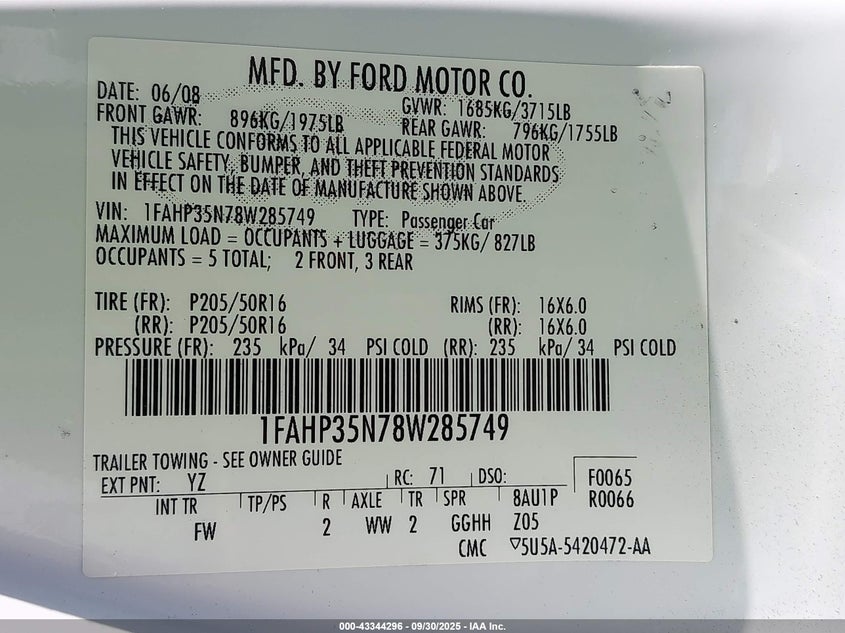 MFD. BY FORD MOTOR CO.
DATE: 06/08 GVWR: 1685KG/3715LB
FRONT GAWR: 896KG/1975LB REAR GAWR: 796KG/1755LB
THIS VEHICLE CONFORMS TO ALL APPLICABLE FEDERAL MOTOR
VEHICLE SAFETY, BUMPER, AND THEFT PREVENTION STANDARDS
IN EFFECT ON THE DATE OF MANUFACTURE SHOWN ABOVE.
VIN: 1FAHP35N78W285749 TYPE: Passenger Car
MAXIMUM LOAD = OCCUPANTS + LUGGAGE = 375KG/ 827LB
OCCUPANTS = 5 TOTAL; 2 FRONT, 3 REAR
TIRE (FR): P205/50R16 RIMS (FR): 16X6.0
(RR): P205/50R16 (RR): 16X6.0
PRESSURE (FR): 235 kPa/ 34 PSI COLD (RR): 235 kPa/ 34 PSI COLD
1FAHP35N78W285749
TRAILER TOWING - SEE OWNER GUIDE
EXT PNT: YZ RC: 71 DSO: F0065
INT TR TP/PS R AXLE TR SPR 8AU1P R0066
FW 2 WW 2 GGHH Z05
CMC ▽5U5A-5420472-AA
000-43344296 - 09/30/2025 - IAA Inc.